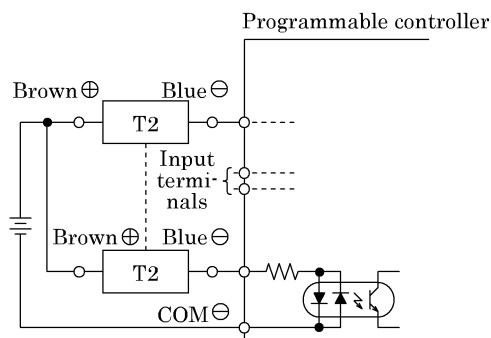 Programmable controller
Brown ⊕
Blue ⊖
T2
Input
termi-
nals
Brown ⊕
Blue ⊖
T2
COM ⊖